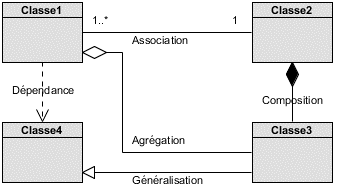 Classe1
Classe2
1..*
1
Association
Dépendance
Composition
Classe4
Agrégation
Classe3
Généralisation